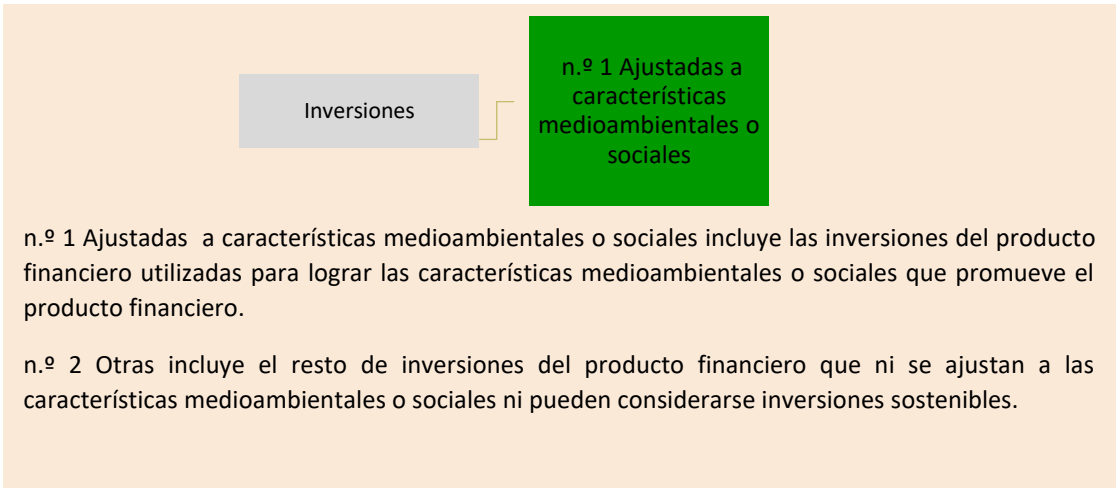 Inversiones
n.º 1 Ajustadas a
características
medioambientales o
sociales
n.º 1 Ajustadas  a características medioambientales o sociales incluye las inversiones del producto
financiero utilizadas para lograr las características medioambientales o sociales que promueve el
producto financiero.
n.º 2 Otras incluye el resto de inversiones del producto financiero que ni se ajustan a las
características medioambientales o sociales ni pueden considerarse inversiones sostenibles.